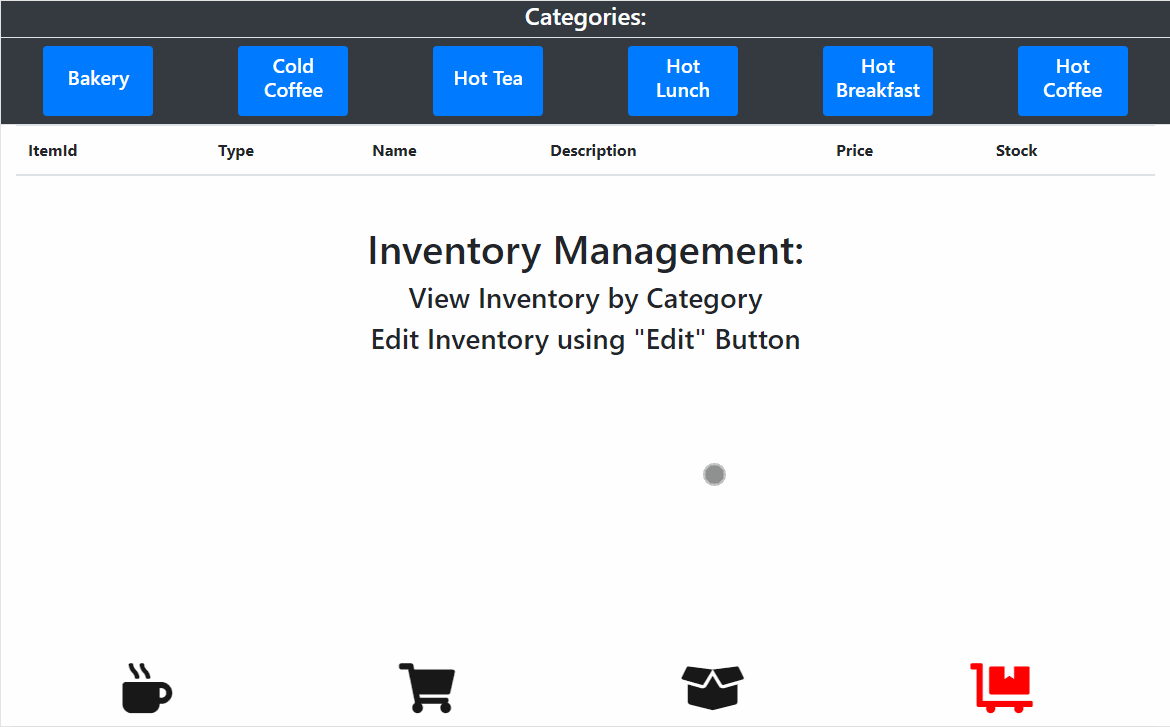 Categories:
Bakery
Cold
Coffee
Hot Tea
Hot
Lunch
Hot
Breakfast
Hot
Coffee
ItemId Type Name Description Price Stock
Inventory Management:
View Inventory by Category
Edit Inventory using "Edit" Button